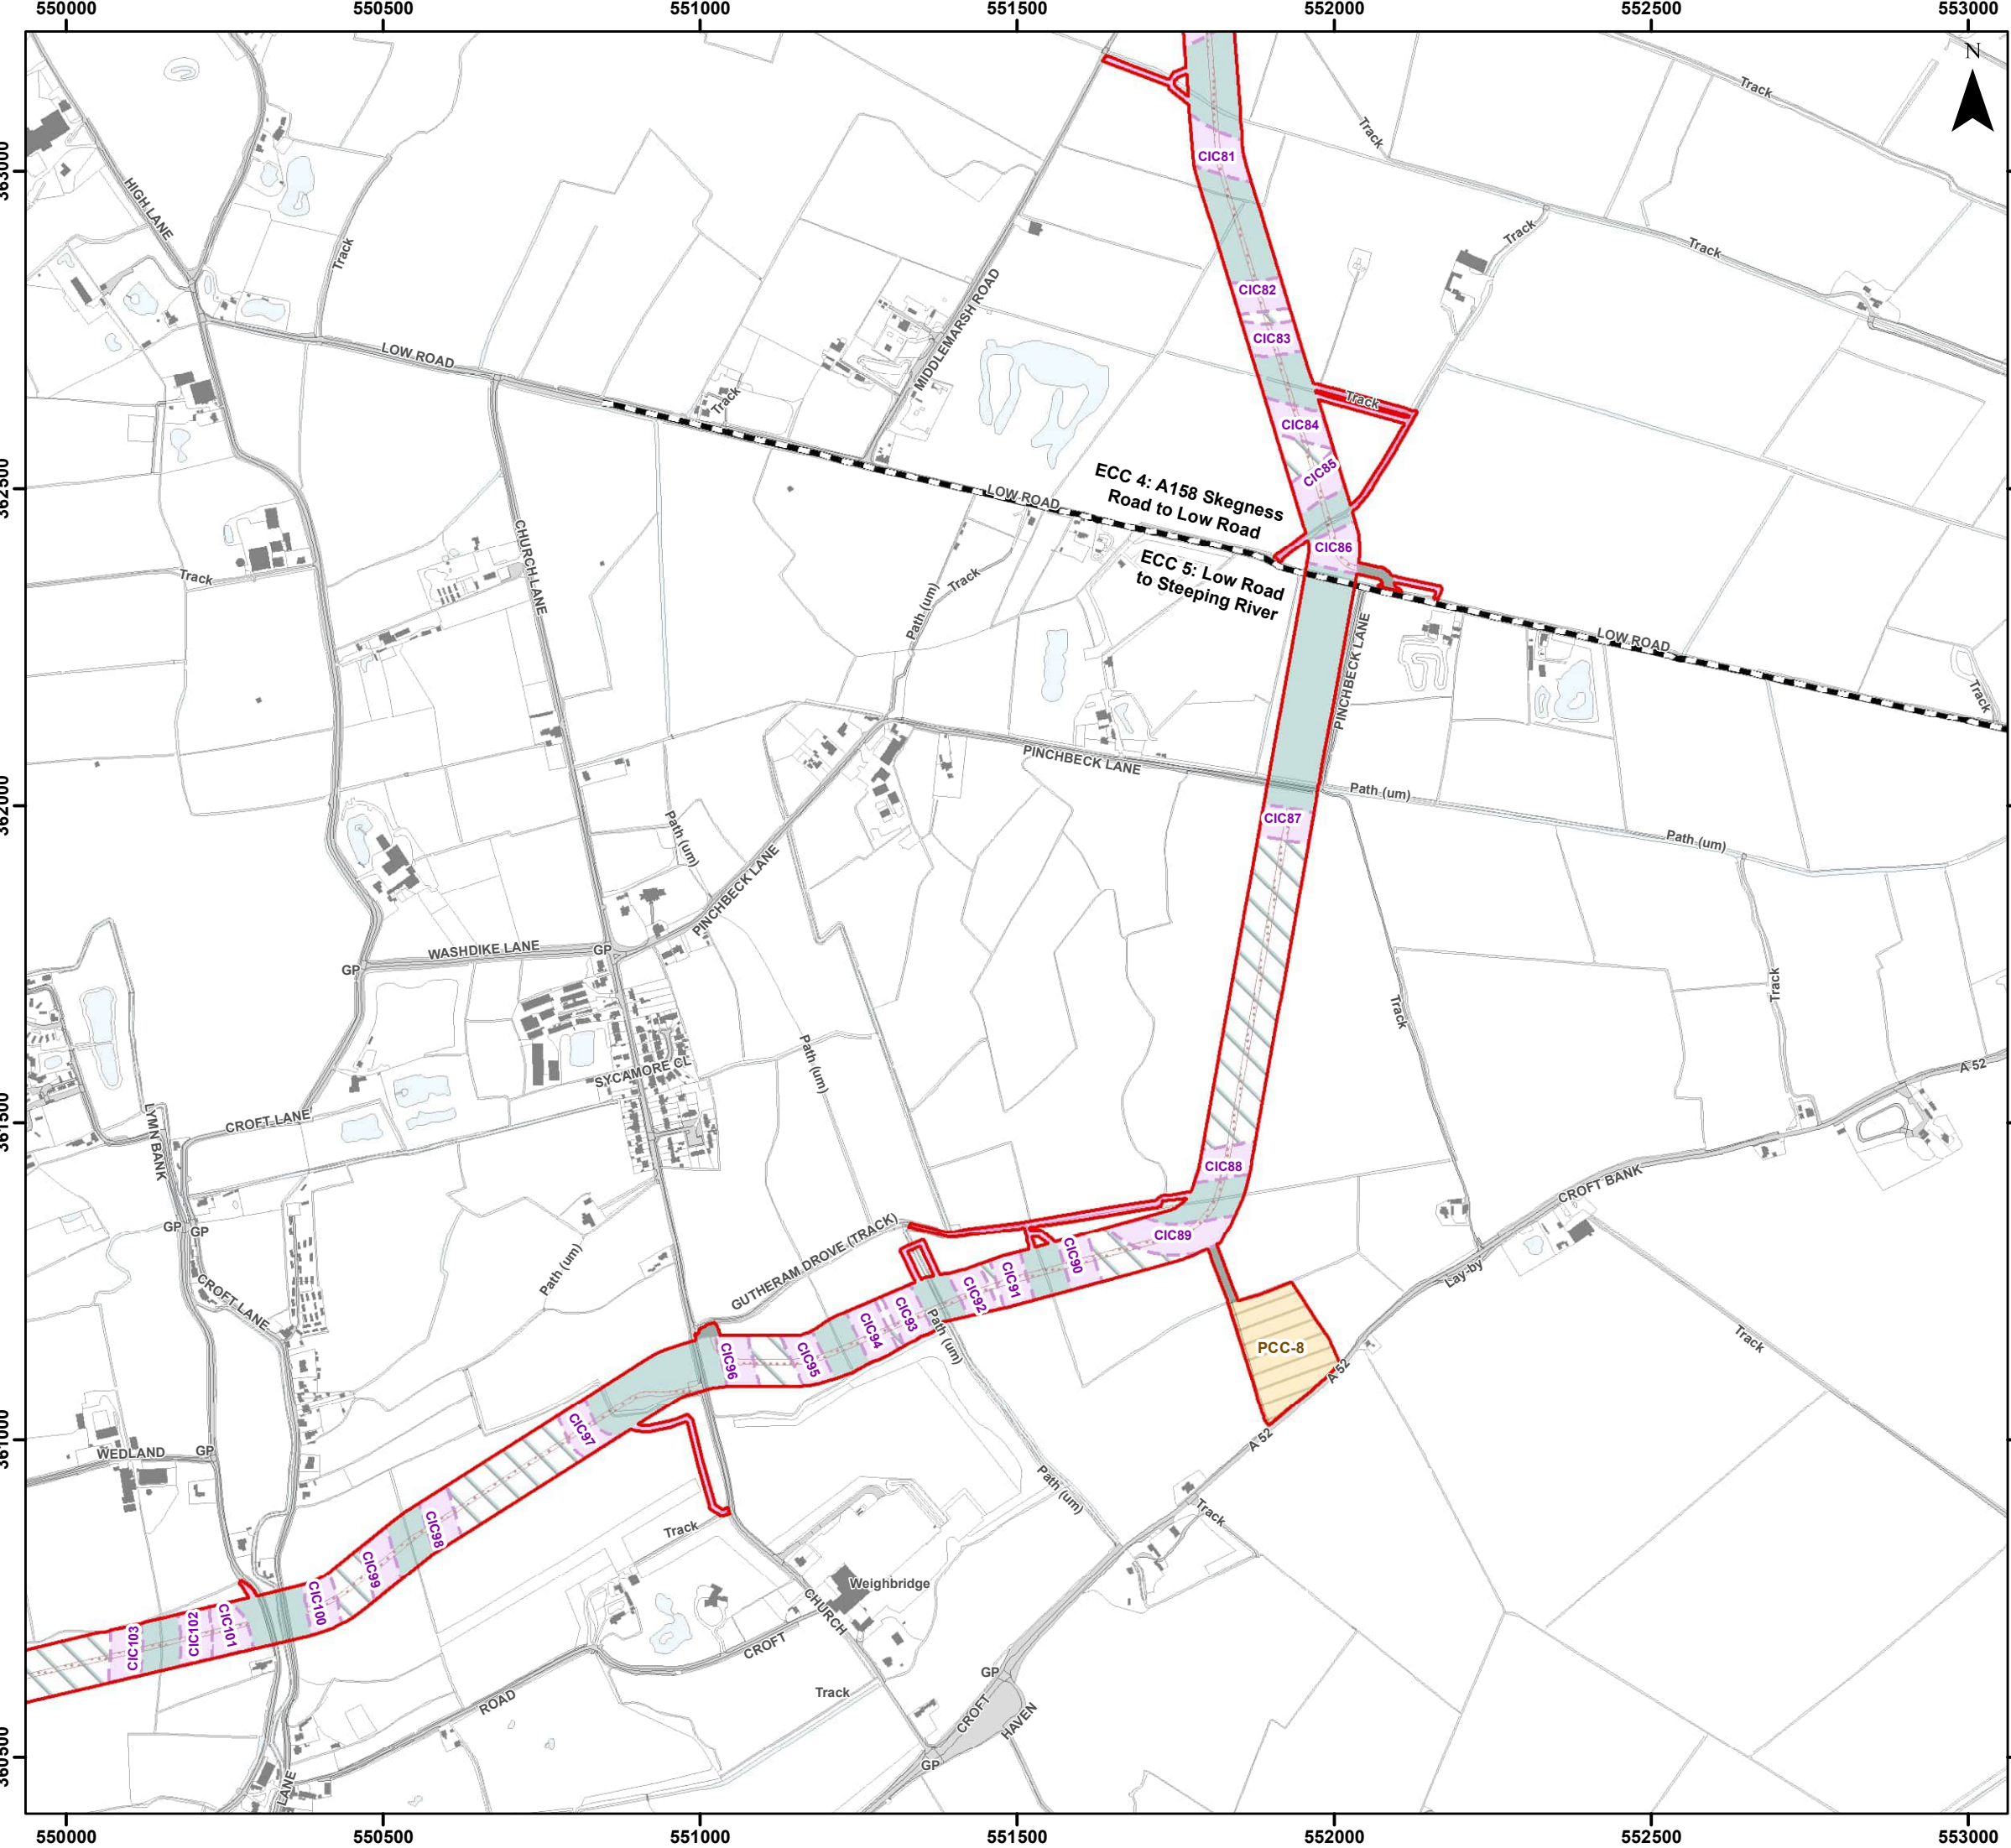 550000 550500 551000 551500 552000 552500 553000
N
Track
Track
363000
CIC81
HIGH LANE
Track
Track
Track
CIC82
MIDDLEMARSH ROAD
CIC83
LOW ROAD
Track
Track
CIC84
362500
CIC85
ECC 4: A158 Skegness
Road to Low Road
LOW ROAD
CIC86
CHURCH LANE
ECC 5: Low Road
to Steeping River
Track
Track
Path (um)
LOW ROAD
PINCHBECK LANE
Track
PINCHBECK LANE
Path (um)
362000
CIC87
Path (um)
Path (um)
PINCHBECK LANE
WASHDIKE LANE
GP
GP
Track
Track
Path (um)
SYCAMORE CL
A 52
361500
LYMN BANK
CROFT LANE
CIC88
CROFT BANK
GP
GP
GUTHERAM DROVE (TRACK)
CIC89
CIC90
Path (um)
CIC91
Lay-by
CIC92
CROFT LANE
CIC93
CIC94
Path (um)
PCC-8
Track
CIC95
CIC96
A 52
CIC97
A 52
361000
WEDLAND
GP
Path (um)
CIC98
Track
Track
CIC99
Weighbridge
CIC100
CHURCH
CIC101
CIC102
CIC103
CROFT
GP
Track
ROAD
CROFT
HAVEN
360500
GP
LANE
550000 550500 551000 551500 552000 552500 553000